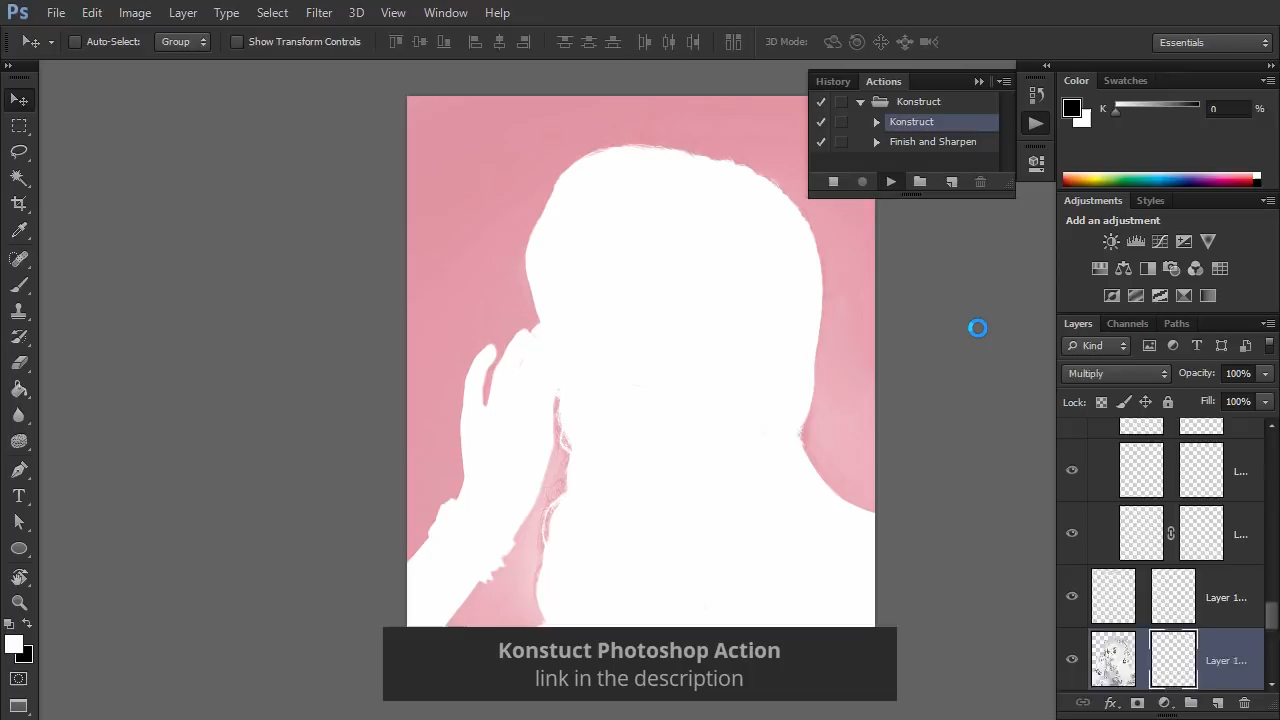 Ps File Edit Image Layer Type Select Filter 3D View Window Help
Auto-Select: Group Show Transform Controls 3D Mode: Essentials
History Actions
Color Swatches
Konstruct
K 0 %
Konstruct
Finish and Sharpen
Adjustments Styles
Add an adjustment
Layers Channels Paths
Kind
Multiply Opacity: 100%
Lock: Fill: 100%
L...
L...
Layer 1...
Layer 1...
Konstuct Photoshop Action
link in the description